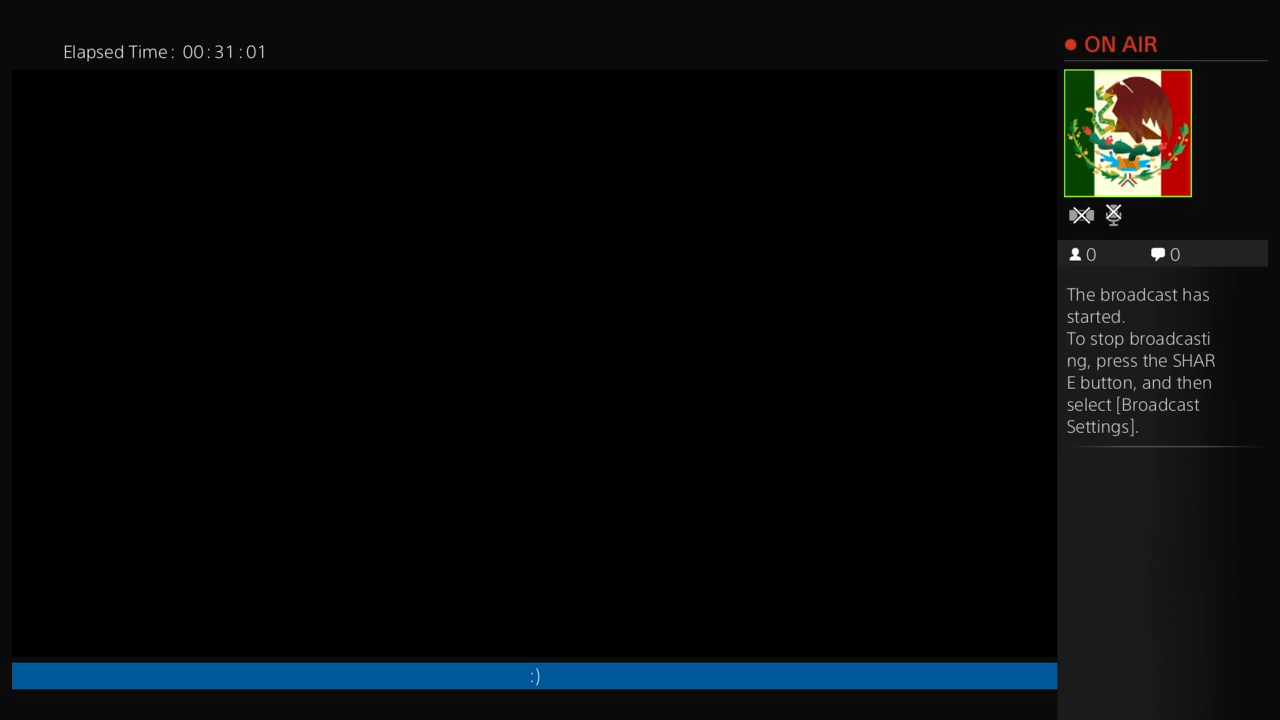 Elapsed Time: 00:31:01
ON AIR
0 0
The broadcast has
started.
To stop broadcasti
ng, press the SHAR
E button, and then
select [Broadcast
Settings].
:)